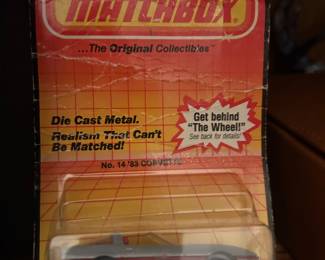 MATCHBOX
...The Original Collectibles™
Die Cast Metal.
Realism That Can't
Be Matched!
Get behind
"The Wheel!"
See back for details!
No. 14 '83 CORVETTE